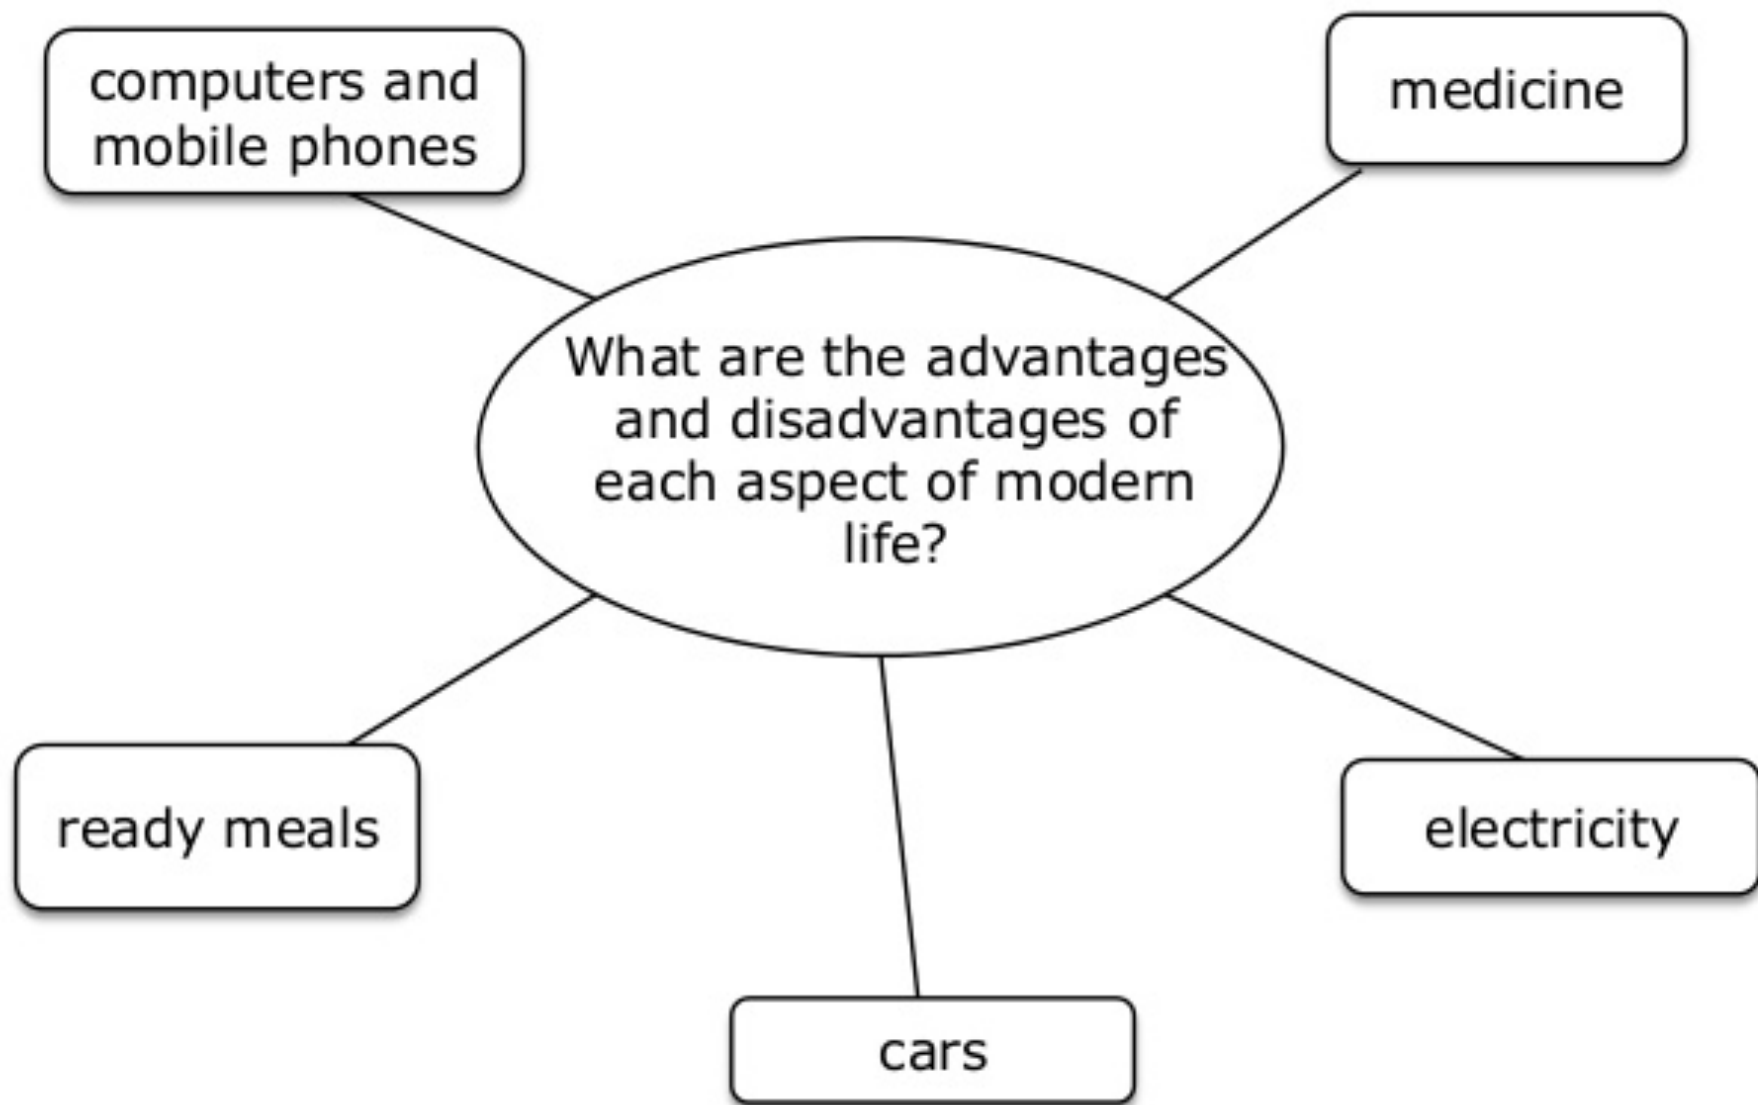 computers and
mobile phones
medicine
What are the advantages
and disadvantages of
each aspect of modern
life?
ready meals
electricity
cars